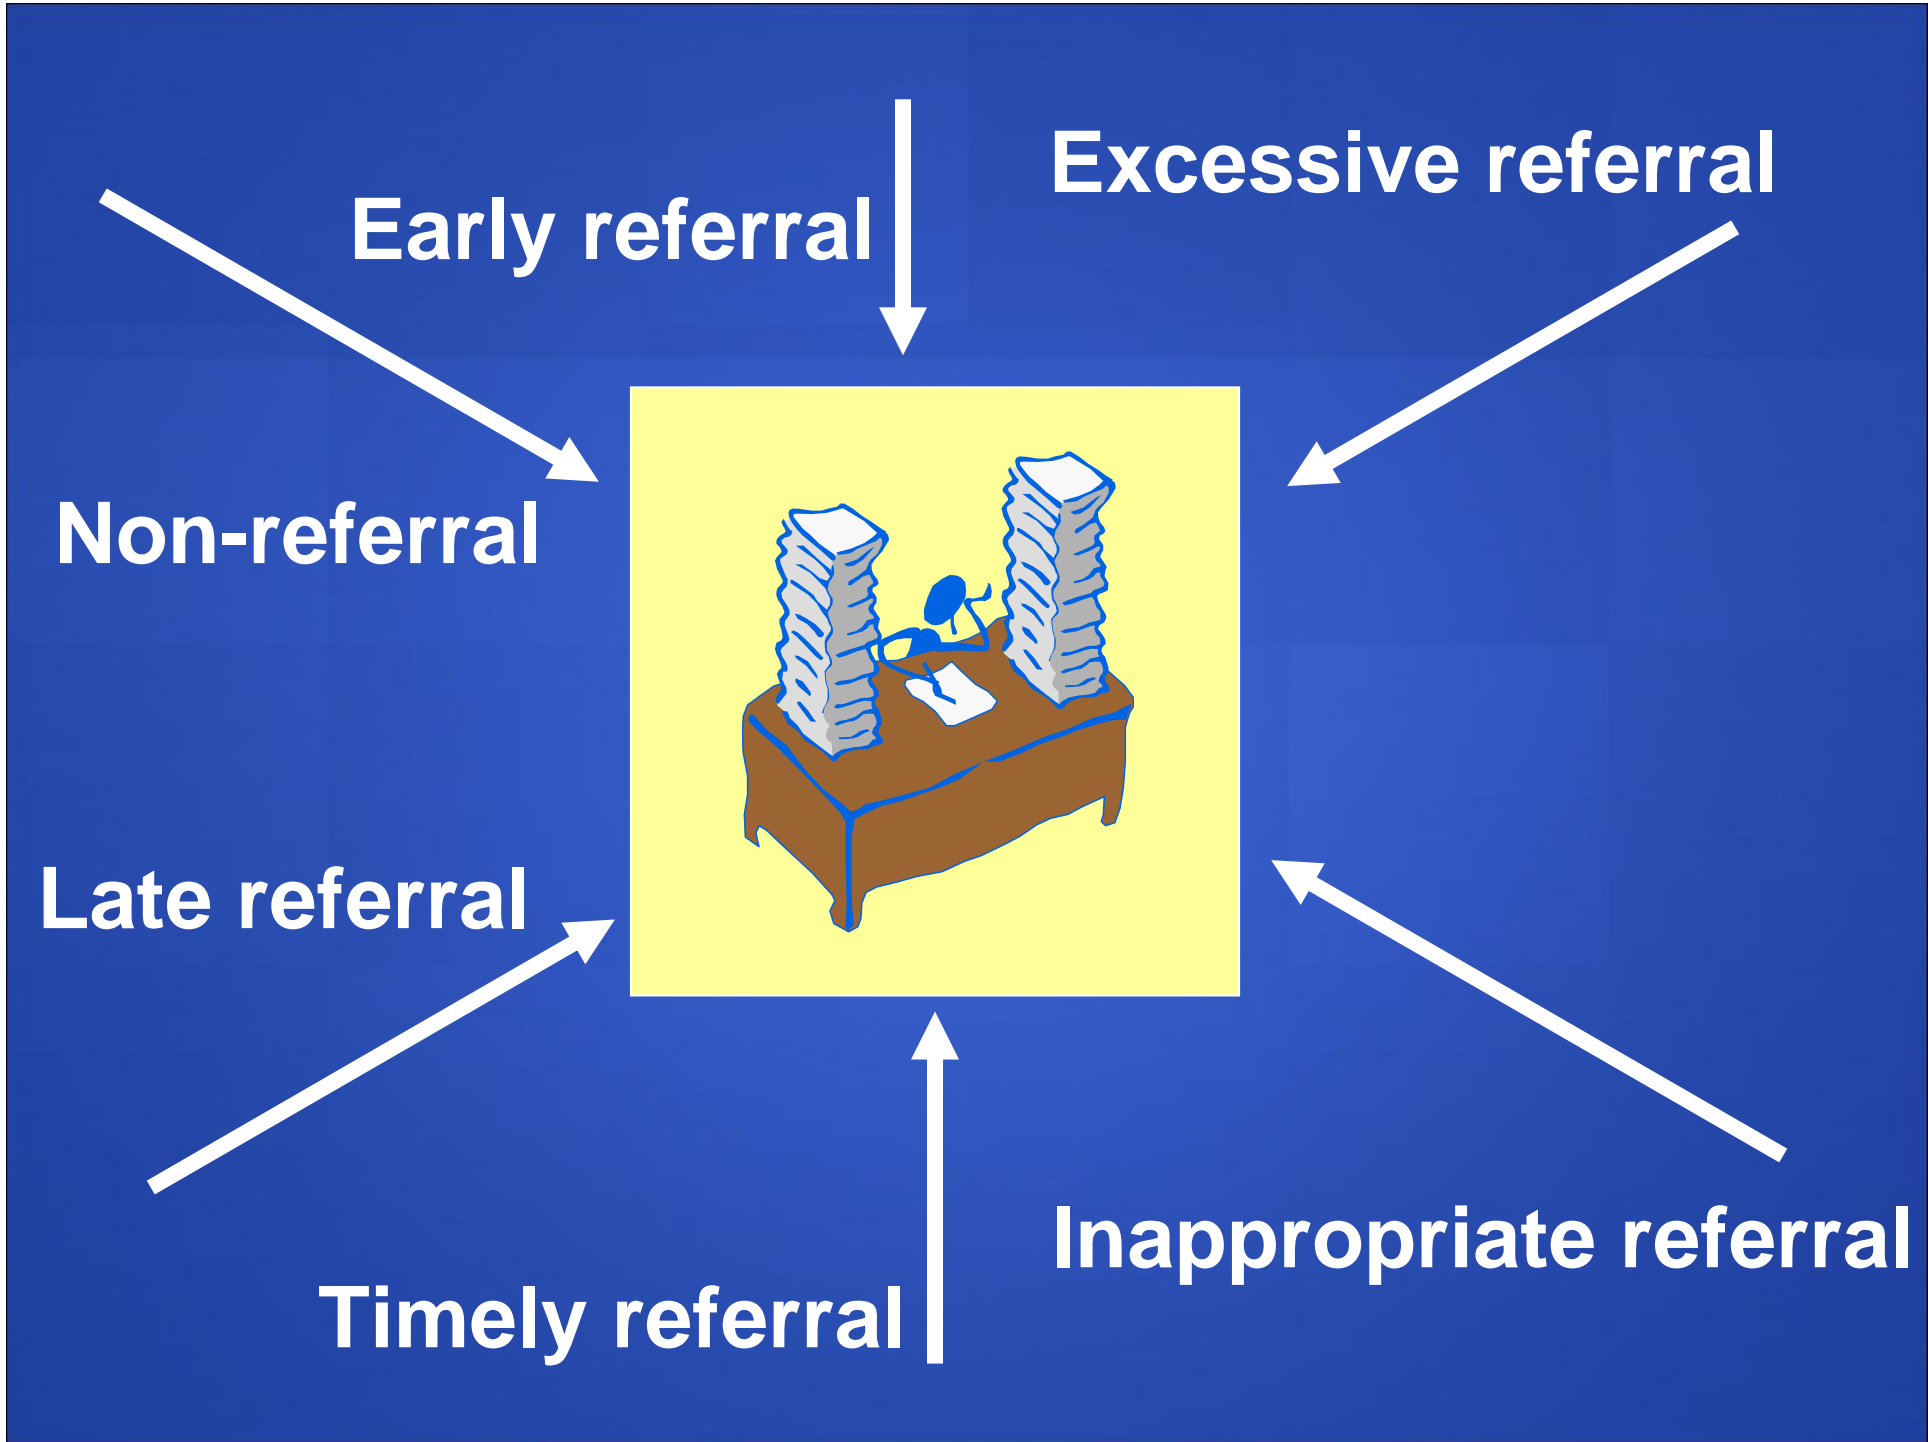 Excessive referral
Early referral
Non-referral
Late referral
Inappropriate referral
Timely referral